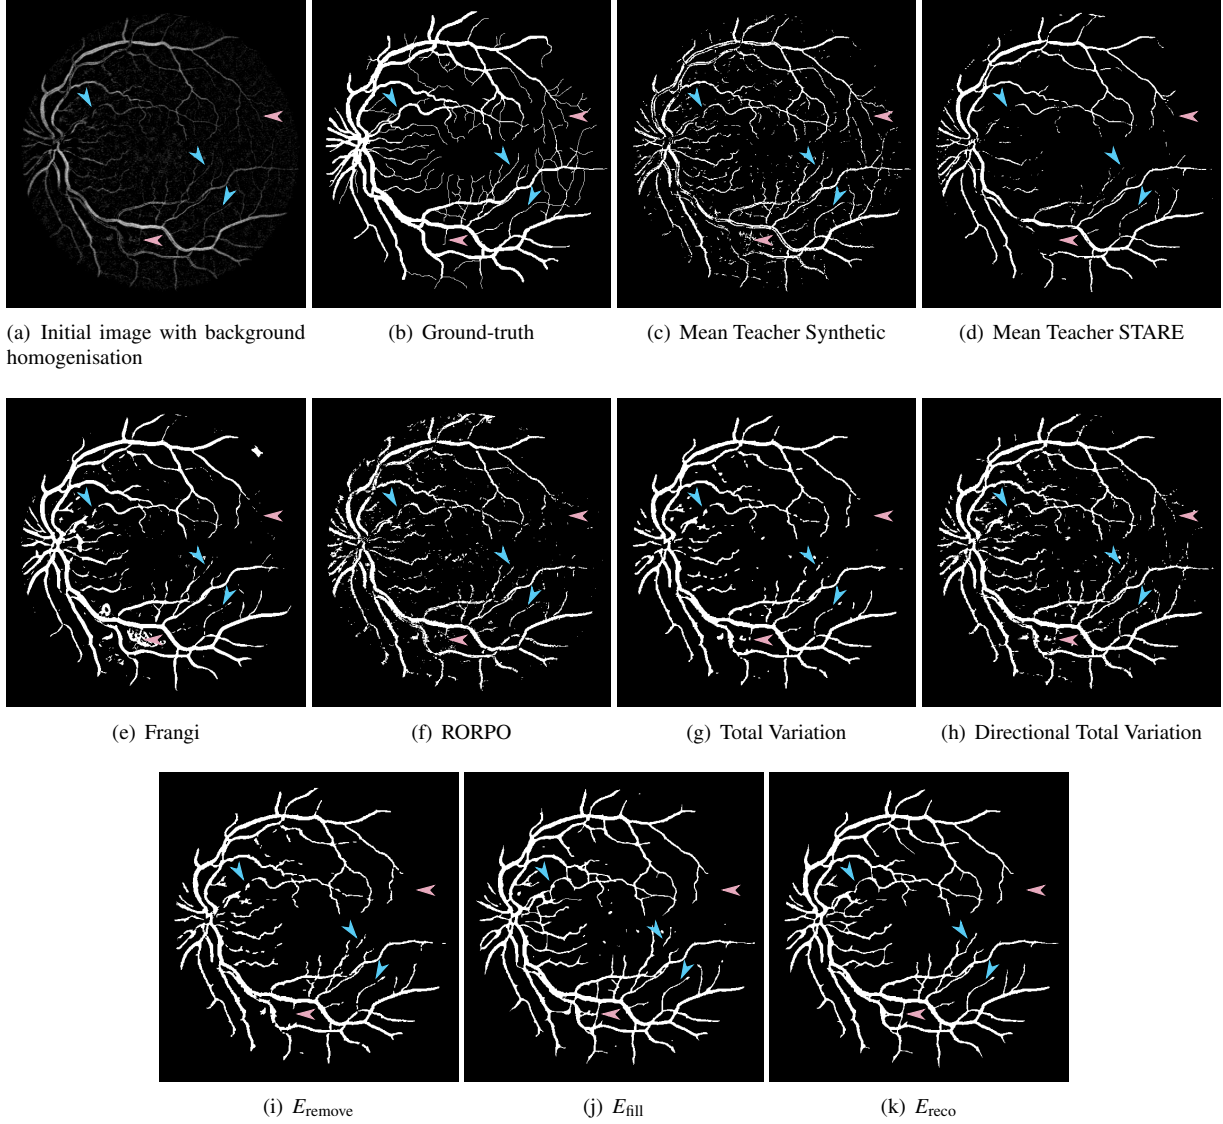 (a) Initial image with background
homogenisation
(b) Ground-truth
(c) Mean Teacher Synthetic
(d) Mean Teacher STARE
(e) Frangi
(f) RORPO
(g) Total Variation
(h) Directional Total Variation
(i) E_remove
(j) E_fill
(k) E_reco